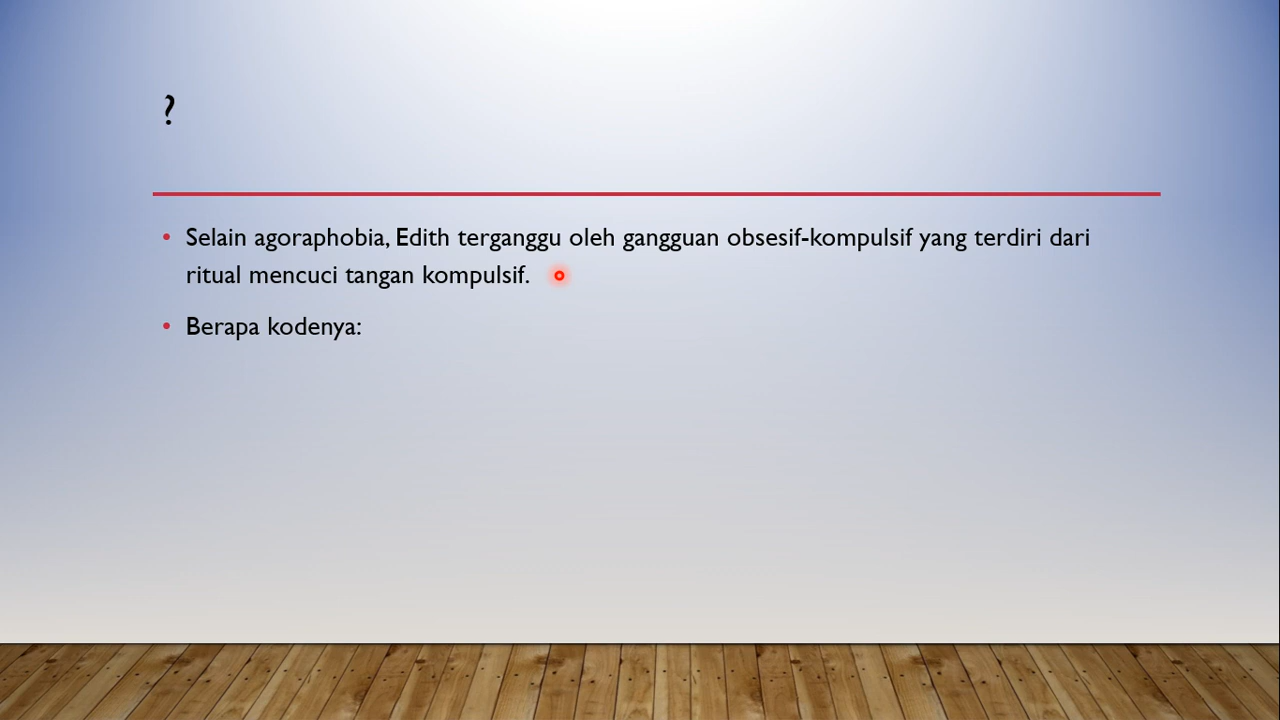 ?
• Selain agoraphobia, Edith terganggu oleh gangguan obsesif-kompulsif yang terdiri dari
ritual mencuci tangan kompulsif.
• Berapa kodenya: